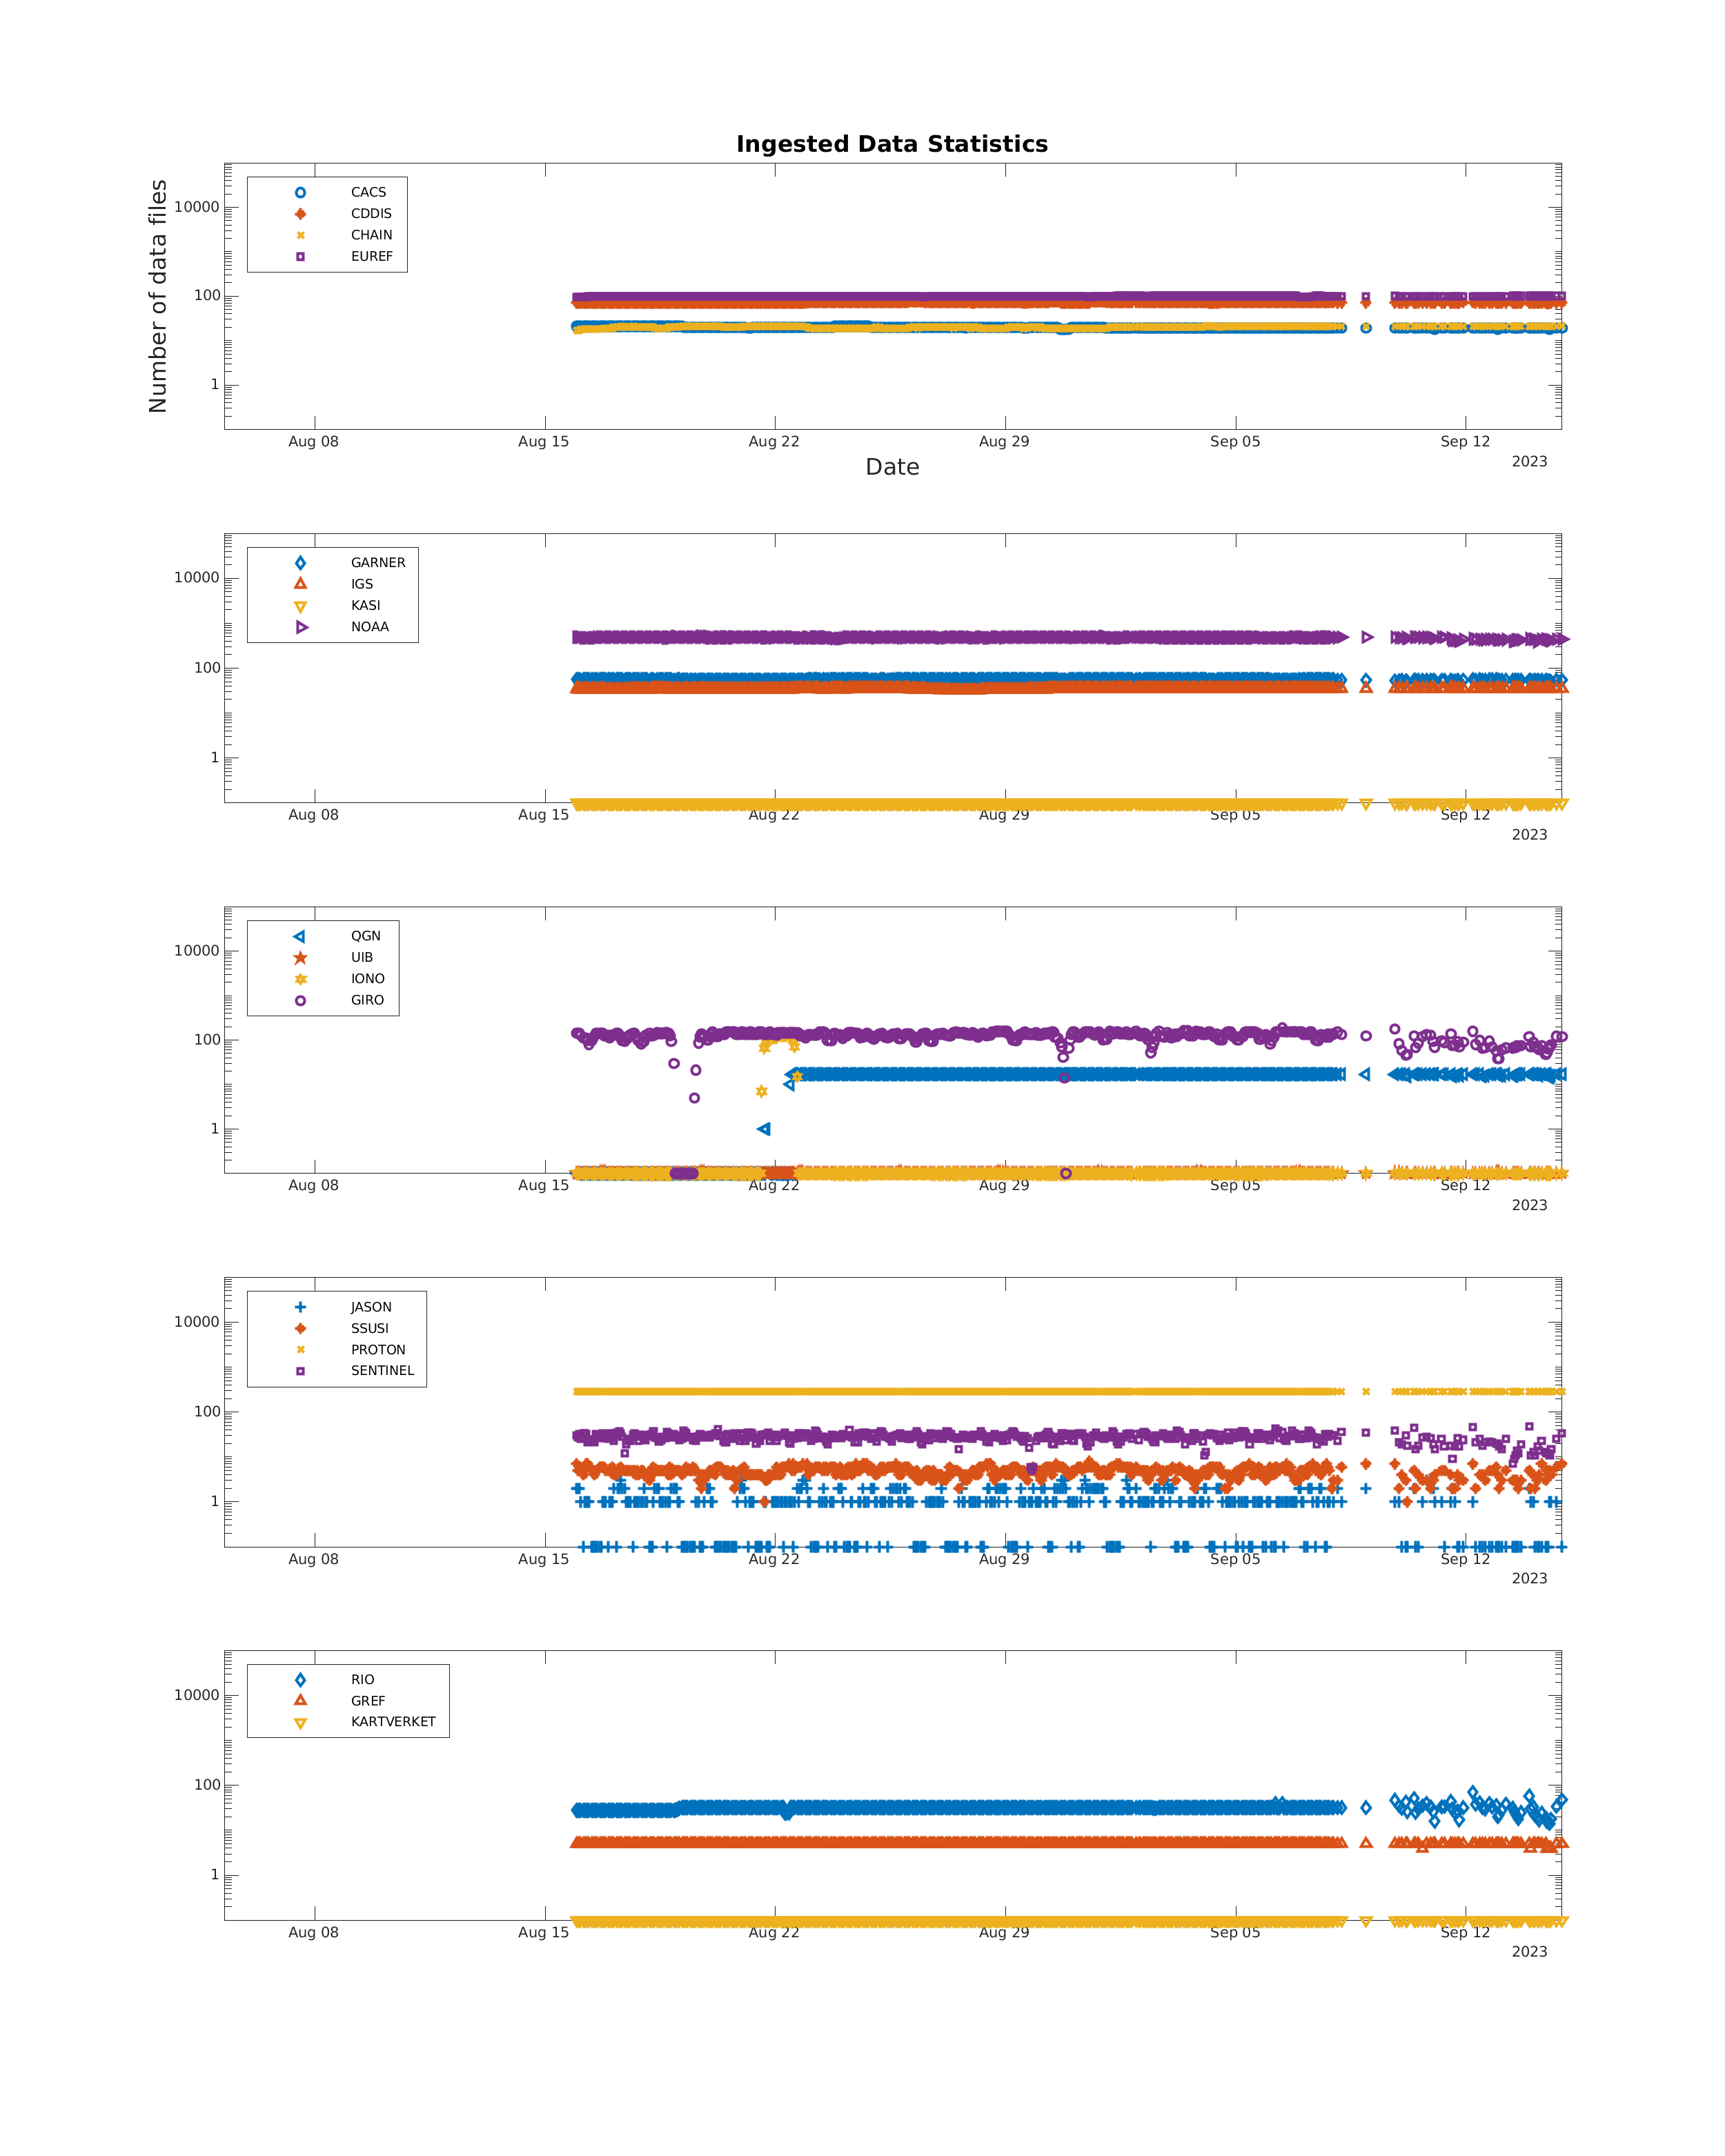 Ingested Data Statistics
Number of data files
10000
100
1
CACS
CDDIS
CHAIN
EUREF
Aug 08 Aug 15 Aug 22 Aug 29 Sep 05 Sep 12
2023
Date
10000
100
1
GARNER
IGS
KASI
NOAA
Aug 08 Aug 15 Aug 22 Aug 29 Sep 05 Sep 12
2023
10000
100
1
QGN
UIB
IONO
GIRO
Aug 08 Aug 15 Aug 22 Aug 29 Sep 05 Sep 12
2023
10000
100
1
JASON
SSUSI
PROTON
SENTINEL
Aug 08 Aug 15 Aug 22 Aug 29 Sep 05 Sep 12
2023
10000
100
1
RIO
GREF
KARTVERKET
Aug 08 Aug 15 Aug 22 Aug 29 Sep 05 Sep 12
2023